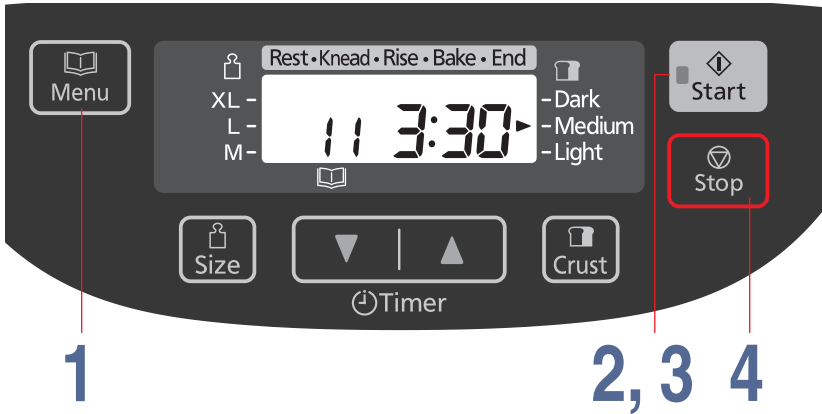 Menu
Rest • Knead • Rise • Bake • End
XL –
L –
M –
11 3:30
– Dark
– Medium
– Light
Start
Stop
Size
Crust
Timer
1
2, 3
4